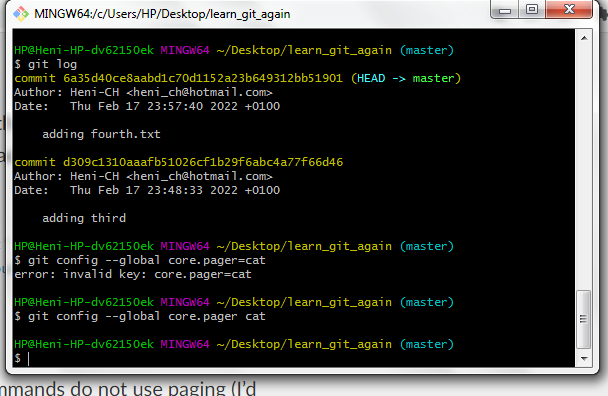 MINGW64:/c/Users/HP/Desktop/learn_git_again
HP@Heni-HP-dv62150ek MINGW64 ~/Desktop/learn_git_again (master)
$ git log
commit 6a35d40ce8aabd1c70d1152a23b649312bb51901 (HEAD -> master)
Author: Heni-CH <heni_ch@hotmail.com>
Date:   Thu Feb 17 23:57:40 2022 +0100
    adding fourth.txt
commit d309c1310aaafb51026cf1b29f6abc4a77f66d46
Author: Heni-CH <heni_ch@hotmail.com>
Date:   Thu Feb 17 23:48:33 2022 +0100
    adding third
HP@Heni-HP-dv62150ek MINGW64 ~/Desktop/learn_git_again (master)
$ git config --global core.pager=cat
error: invalid key: core.pager=cat
HP@Heni-HP-dv62150ek MINGW64 ~/Desktop/learn_git_again (master)
$ git config --global core.pager cat
HP@Heni-HP-dv62150ek MINGW64 ~/Desktop/learn_git_again (master)
$
mmands do not use paging (I'd